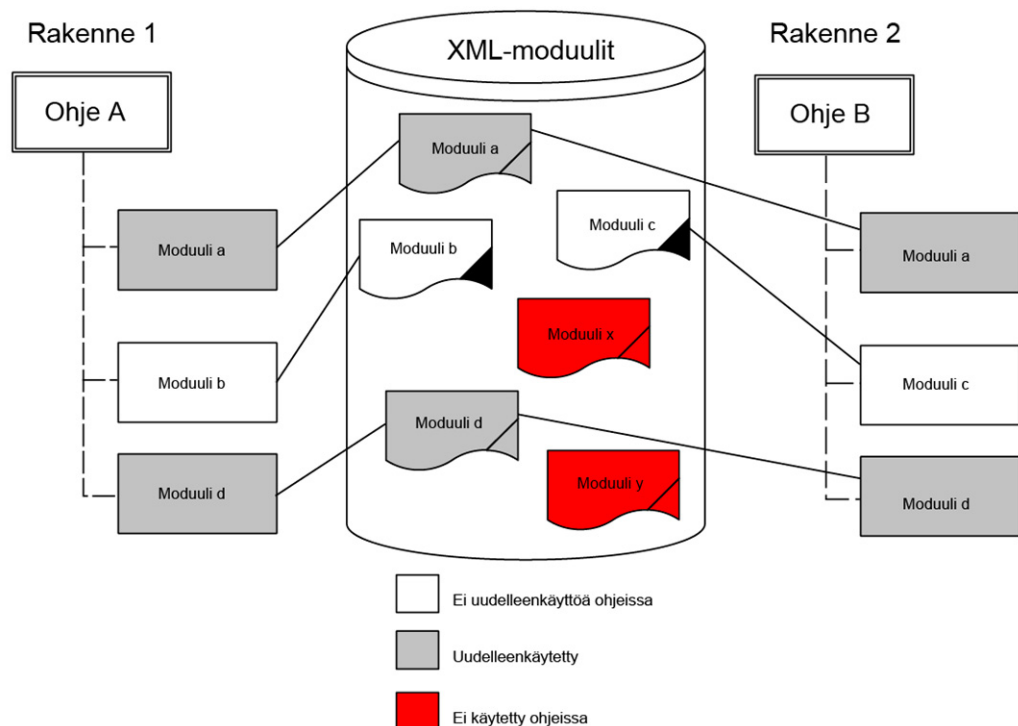 Rakenne 1
XML-moduulit
Rakenne 2
Ohje A
Ohje B
Moduuli a
Moduuli a
Moduuli b
Moduuli c
Moduuli a
Moduuli x
Moduuli b
Moduuli c
Moduuli d
Moduuli y
Moduuli d
Moduuli d
Ei uudelleenkäyttöä ohjeissa
Uudelleenkäytetty
Ei käytetty ohjeissa